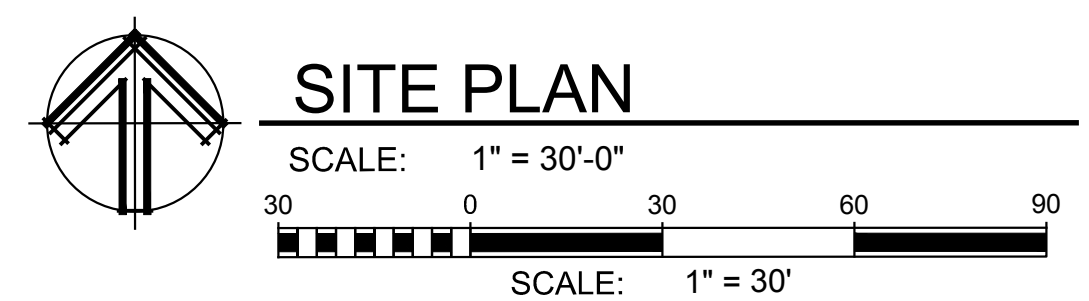 SITE PLAN
SCALE: 1" = 30'-0"
30 0 30 60 90
SCALE: 1" = 30'